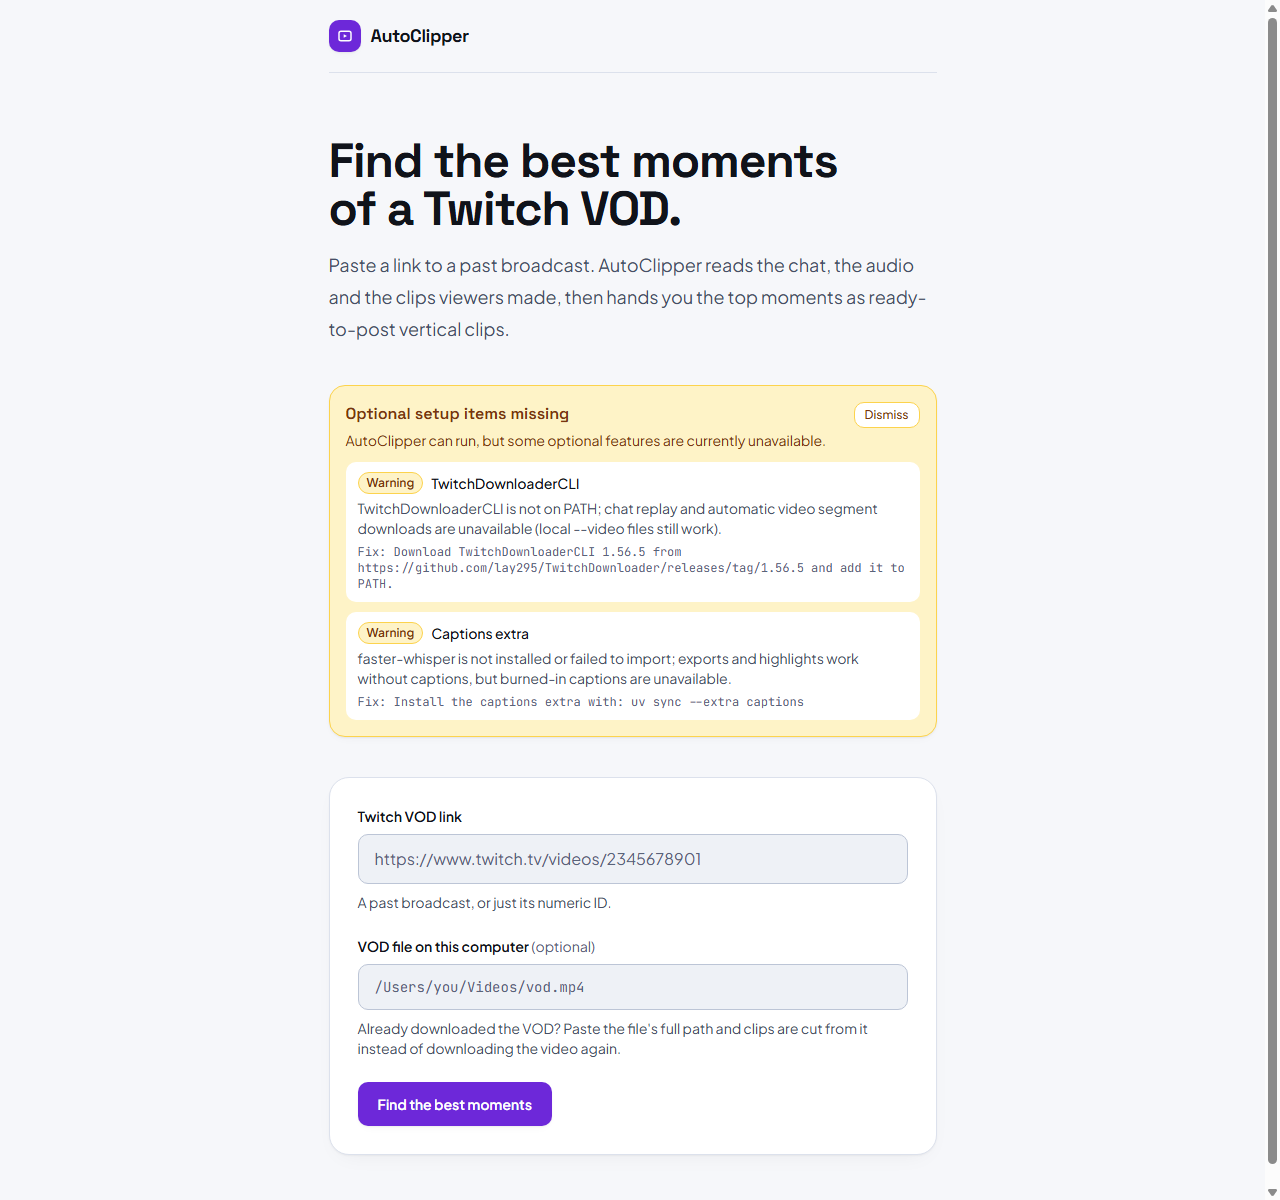 AutoClipper
Find the best moments
of a Twitch VOD.
Paste a link to a past broadcast. AutoClipper reads the chat, the audio
and the clips viewers made, then hands you the top moments as ready-
to-post vertical clips.
Optional setup items missing
Dismiss
AutoClipper can run, but some optional features are currently unavailable.
Warning TwitchDownloaderCLI
TwitchDownloaderCLI is not on PATH; chat replay and automatic video segment
downloads are unavailable (local --video files still work).
Fix: Download TwitchDownloaderCLI 1.56.5 from
https://github.com/lay295/TwitchDownloader/releases/tag/1.56.5 and add it to
PATH.
Warning Captions extra
faster-whisper is not installed or failed to import; exports and highlights work
without captions, but burned-in captions are unavailable.
Fix: Install the captions extra with: uv sync --extra captions
Twitch VOD link
https://www.twitch.tv/videos/2345678901
A past broadcast, or just its numeric ID.
VOD file on this computer (optional)
/Users/you/Videos/vod.mp4
Already downloaded the VOD? Paste the file's full path and clips are cut from it
instead of downloading the video again.
Find the best moments